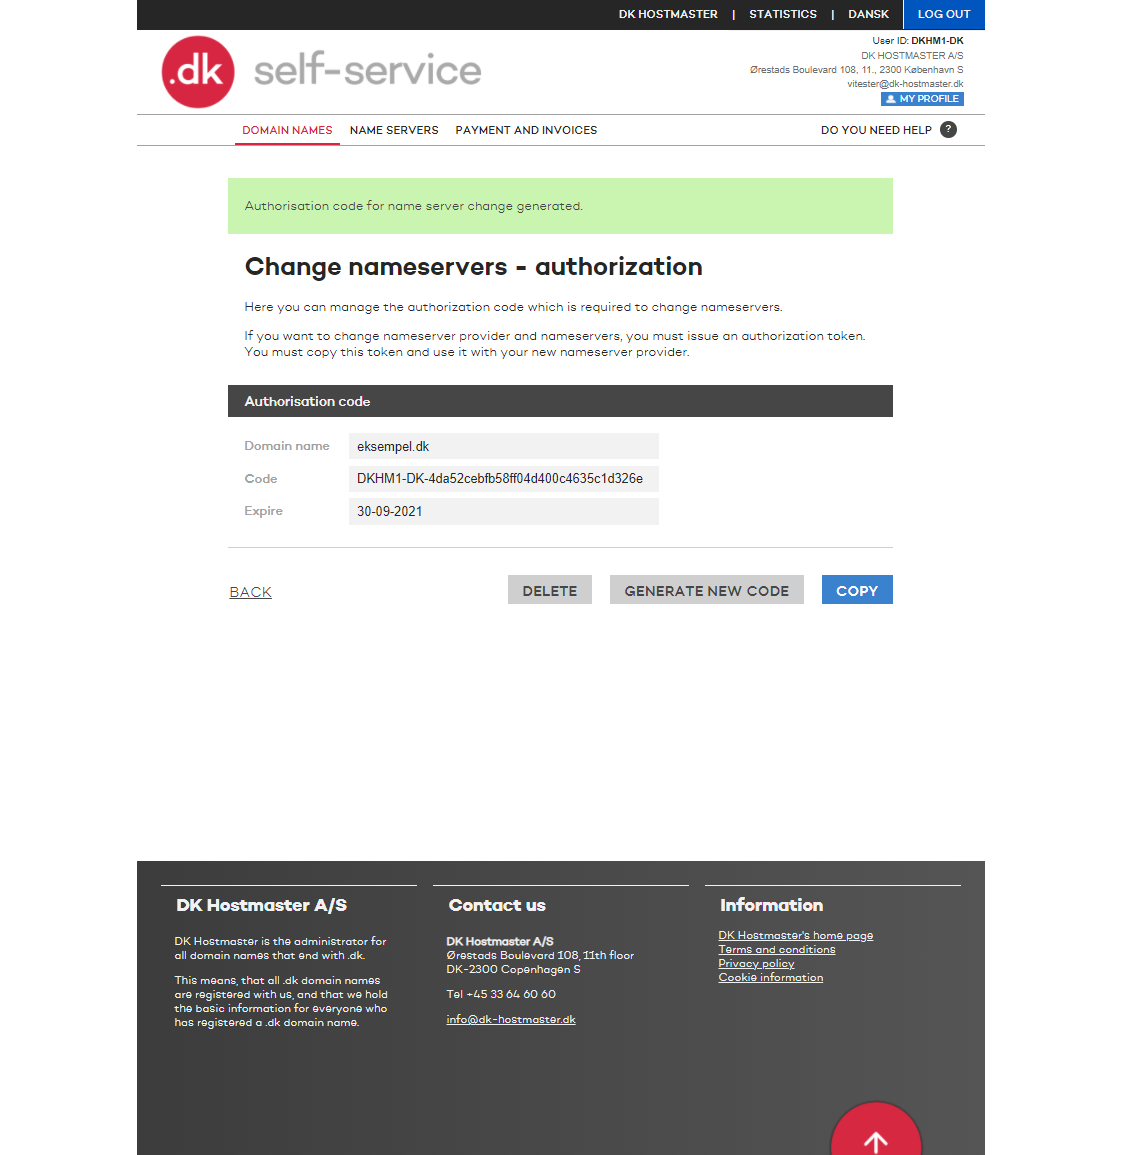 DK HOSTMASTER | STATISTICS | DANSK LOG OUT
.dk self-service
User ID: DKHM1-DK
DK HOSTMASTER A/S
Ørestads Boulevard 108, 11., 2300 København S
vitester@dk-hostmaster.dk
MY PROFILE
DOMAIN NAMES NAME SERVERS PAYMENT AND INVOICES DO YOU NEED HELP ?
Authorisation code for name server change generated.
Change nameservers - authorization
Here you can manage the authorization code which is required to change nameservers.
If you want to change nameserver provider and nameservers, you must issue an authorization token.
You must copy this token and use it with your new nameserver provider.
Authorisation code
Domain name eksempel.dk
Code DKHM1-DK-4da52cebfb58ff04d400c4635c1d326e
Expire 30-09-2021
BACK DELETE GENERATE NEW CODE COPY
DK Hostmaster A/S
DK Hostmaster is the administrator for
all domain names that end with .dk.
This means, that all .dk domain names
are registered with us, and that we hold
the basic information for everyone who
has registered a .dk domain name.
Contact us
DK Hostmaster A/S
Ørestads Boulevard 108, 11th floor
DK-2300 Copenhagen S
Tel +45 33 64 60 60
info@dk-hostmaster.dk
Information
DK Hostmaster's home page
Terms and conditions
Privacy policy
Cookie information